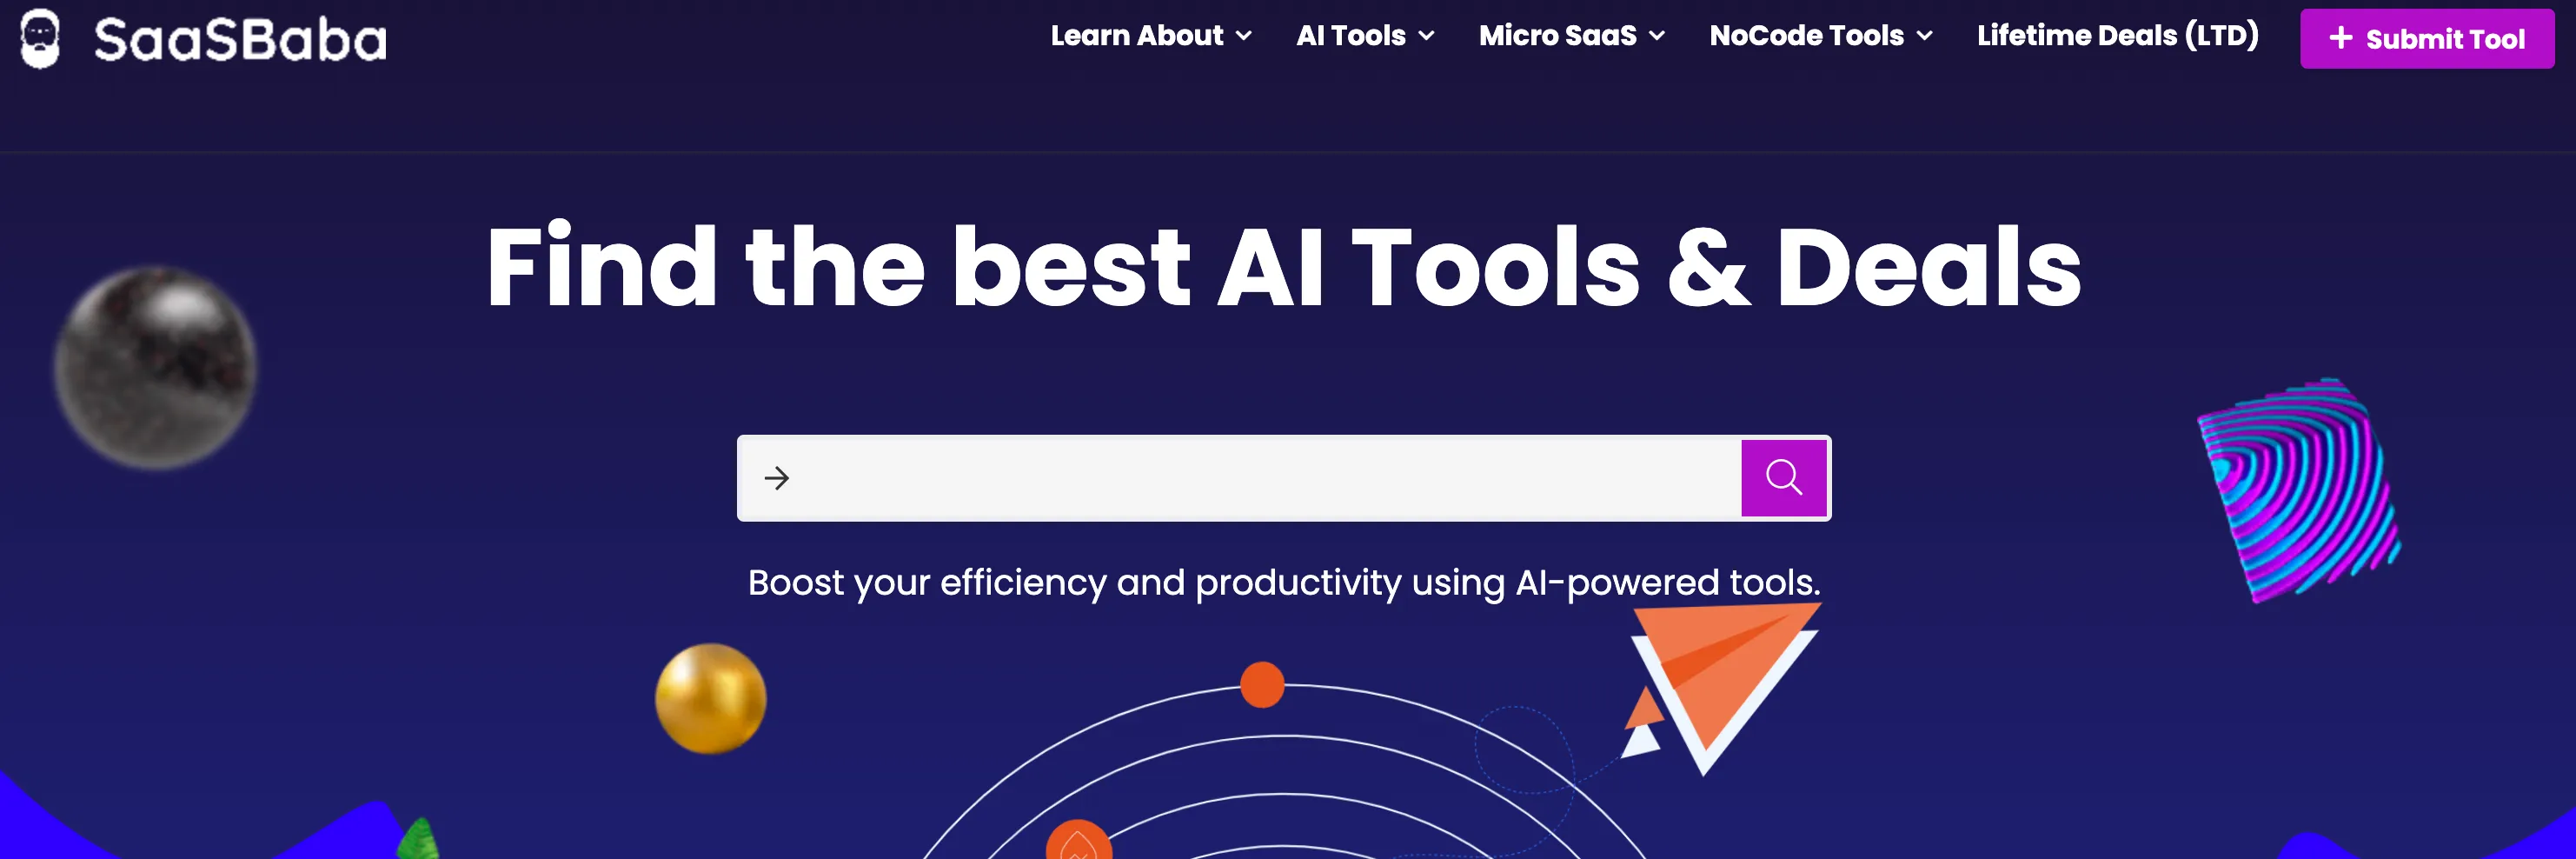 SaaSBaba
Learn About AI Tools Micro SaaS NoCode Tools Lifetime Deals (LTD) + Submit Tool
Find the best AI Tools & Deals
Boost your efficiency and productivity using AI-powered tools.